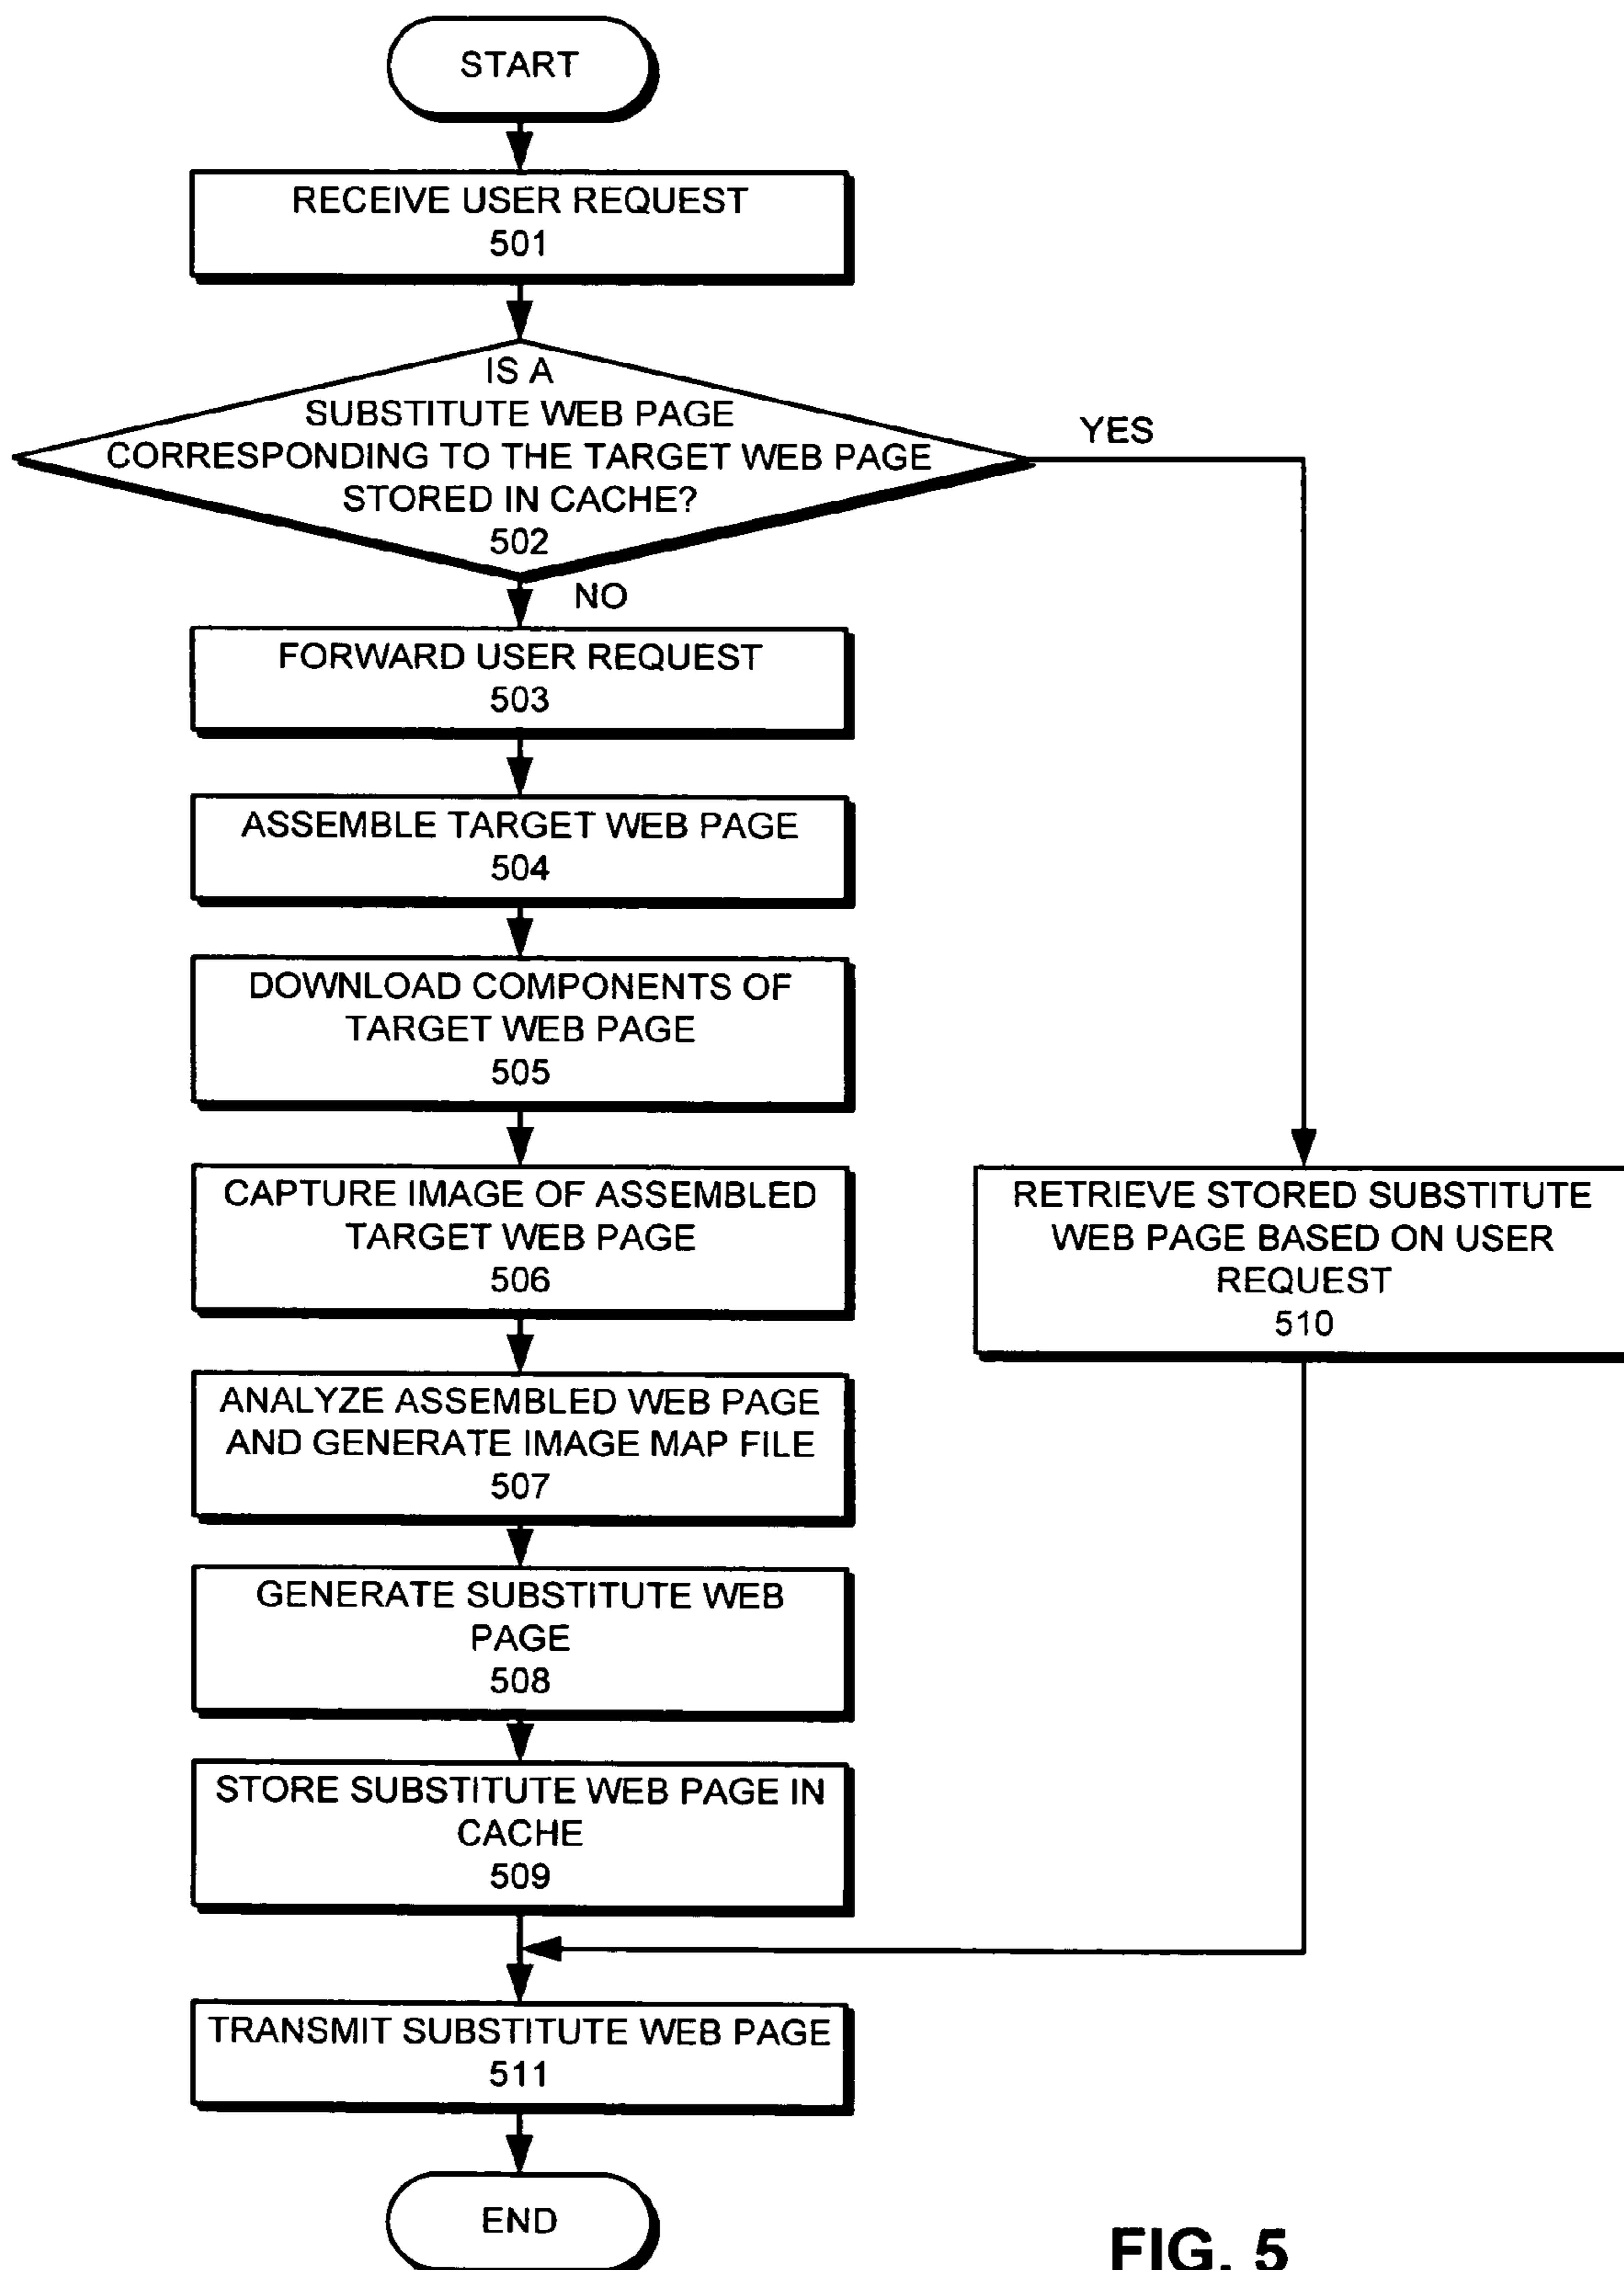 START
RECEIVE USER REQUEST
501
IS A
SUBSTITUTE WEB PAGE
CORRESPONDING TO THE TARGET WEB PAGE
STORED IN CACHE?
502
YES
NO
FORWARD USER REQUEST
503
ASSEMBLE TARGET WEB PAGE
504
DOWNLOAD COMPONENTS OF
TARGET WEB PAGE
505
CAPTURE IMAGE OF ASSEMBLED
TARGET WEB PAGE
506
RETRIEVE STORED SUBSTITUTE
WEB PAGE BASED ON USER
REQUEST
510
ANALYZE ASSEMBLED WEB PAGE
AND GENERATE IMAGE MAP FILE
507
GENERATE SUBSTITUTE WEB
PAGE
508
STORE SUBSTITUTE WEB PAGE IN
CACHE
509
TRANSMIT SUBSTITUTE WEB PAGE
511
END
FIG. 5